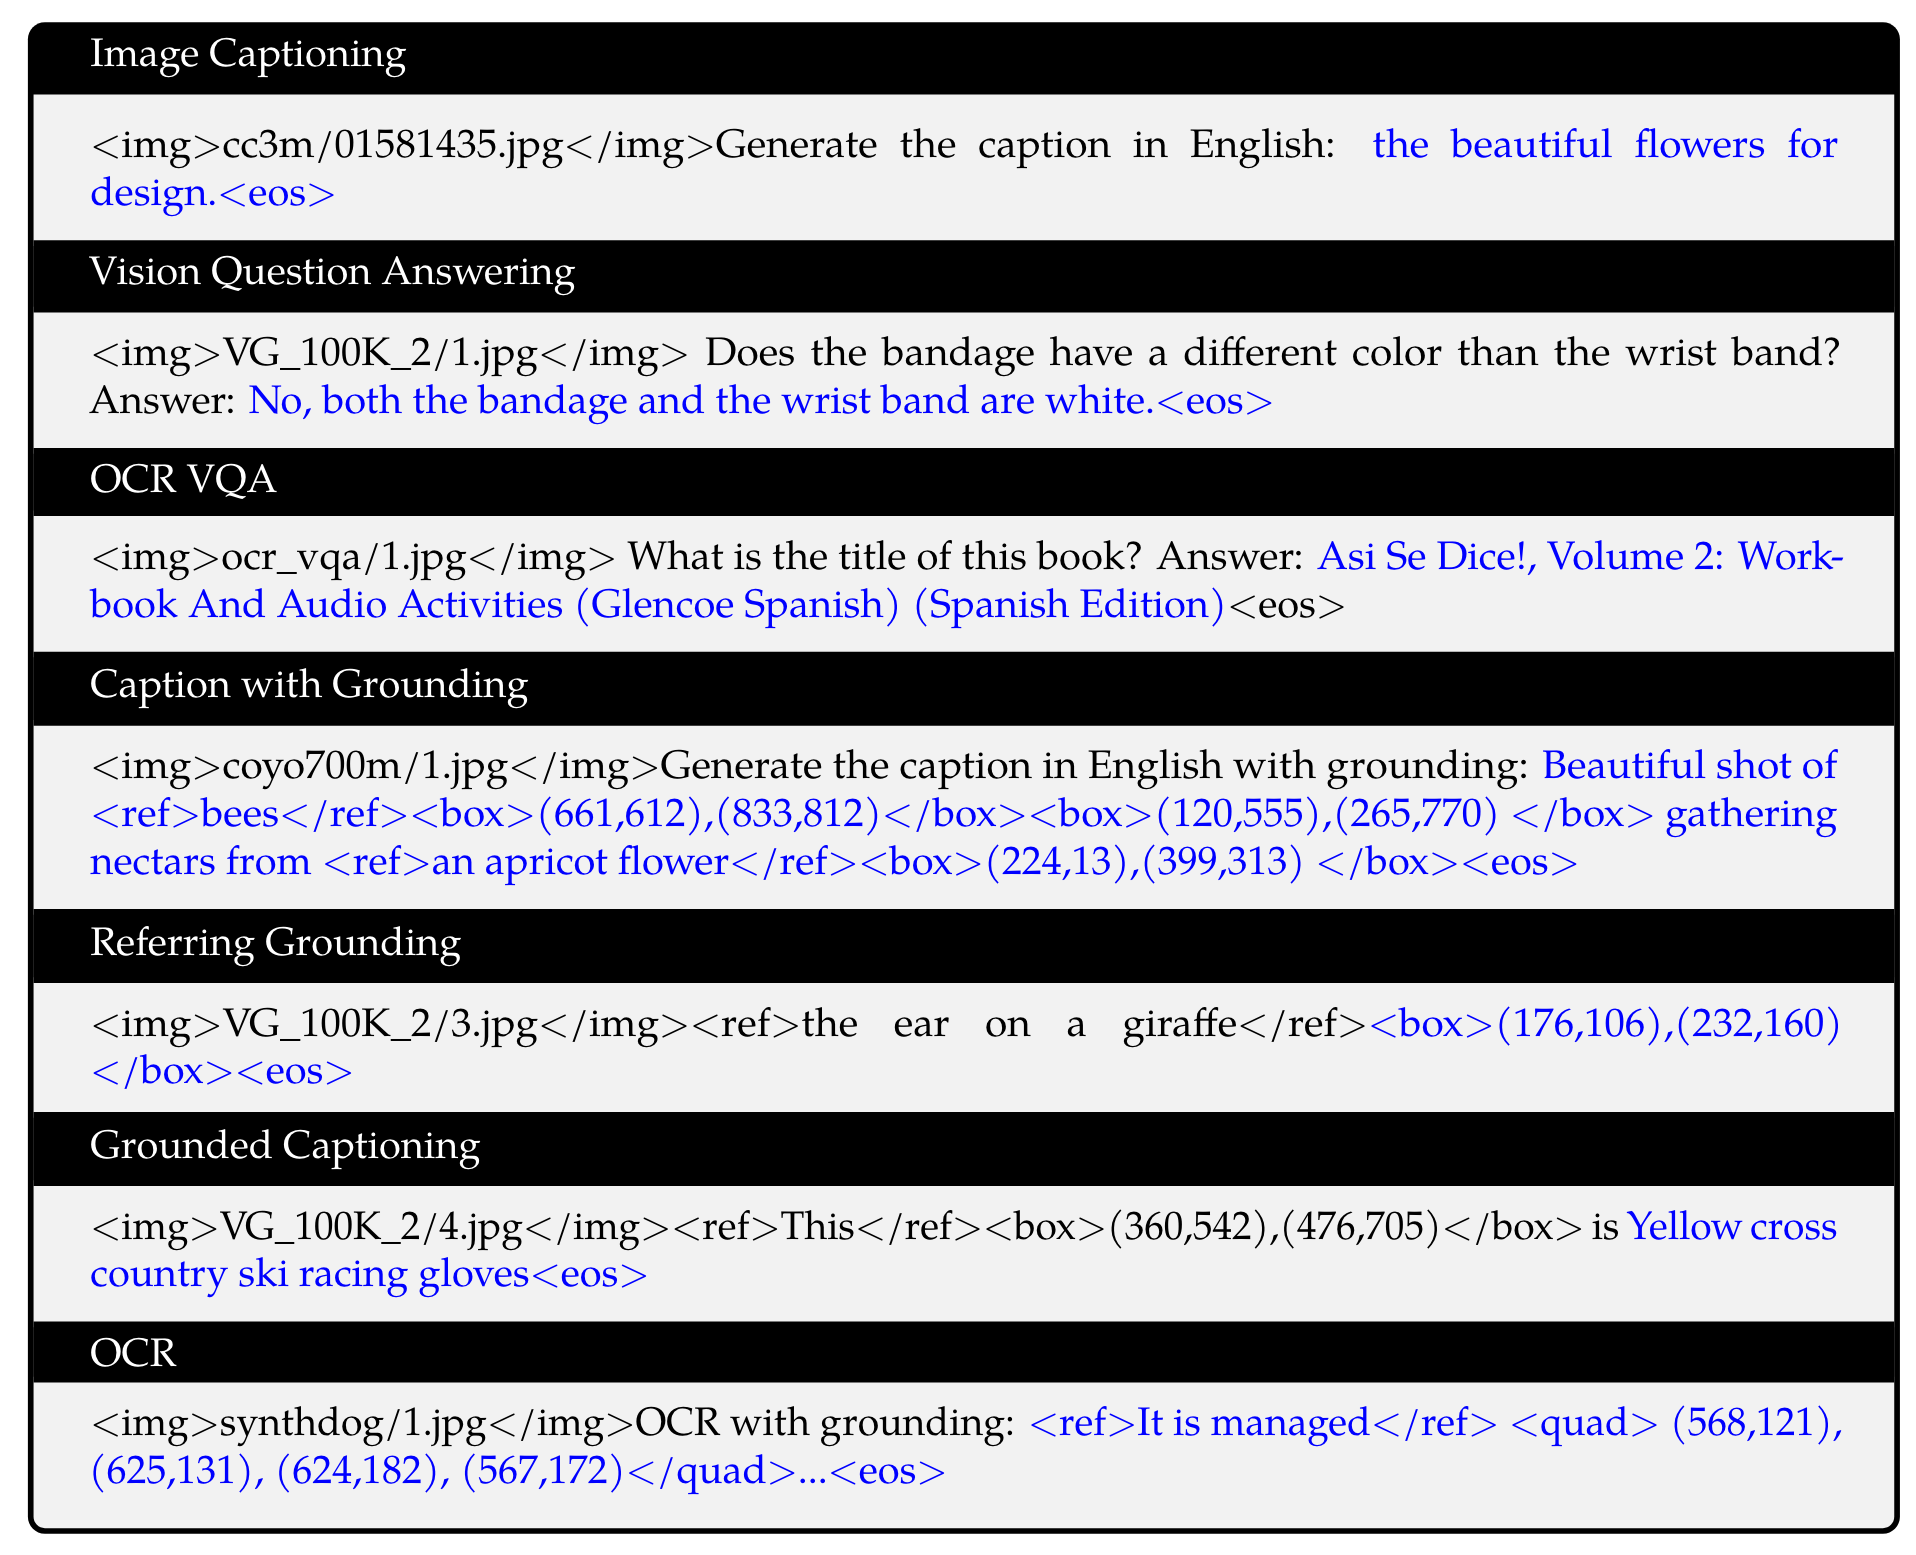 Image Captioning
<img>cc3m/01581435.jpg</img>Generate the caption in English: the beautiful flowers for
design.<eos>
Vision Question Answering
<img>VG_100K_2/1.jpg</img> Does the bandage have a different color than the wrist band?
Answer: No, both the bandage and the wrist band are white.<eos>
OCR VQA
<img>ocr_vqa/1.jpg</img> What is the title of this book? Answer: Asi Se Dice!, Volume 2: Work-
book And Audio Activities (Glencoe Spanish) (Spanish Edition)<eos>
Caption with Grounding
<img>coyo700m/1.jpg</img>Generate the caption in English with grounding: Beautiful shot of
<ref>bees</ref><box>(661,612),(833,812)</box><box>(120,555),(265,770) </box> gathering
nectars from <ref>an apricot flower</ref><box>(224,13),(399,313) </box><eos>
Referring Grounding
<img>VG_100K_2/3.jpg</img><ref>the ear on a giraffe</ref><box>(176,106),(232,160)
</box><eos>
Grounded Captioning
<img>VG_100K_2/4.jpg</img><ref>This</ref><box>(360,542),(476,705)</box> is Yellow cross
country ski racing gloves<eos>
OCR
<img>synthdog/1.jpg</img>OCR with grounding: <ref>It is managed</ref> <quad> (568,121),
(625,131), (624,182), (567,172)</quad>...<eos>